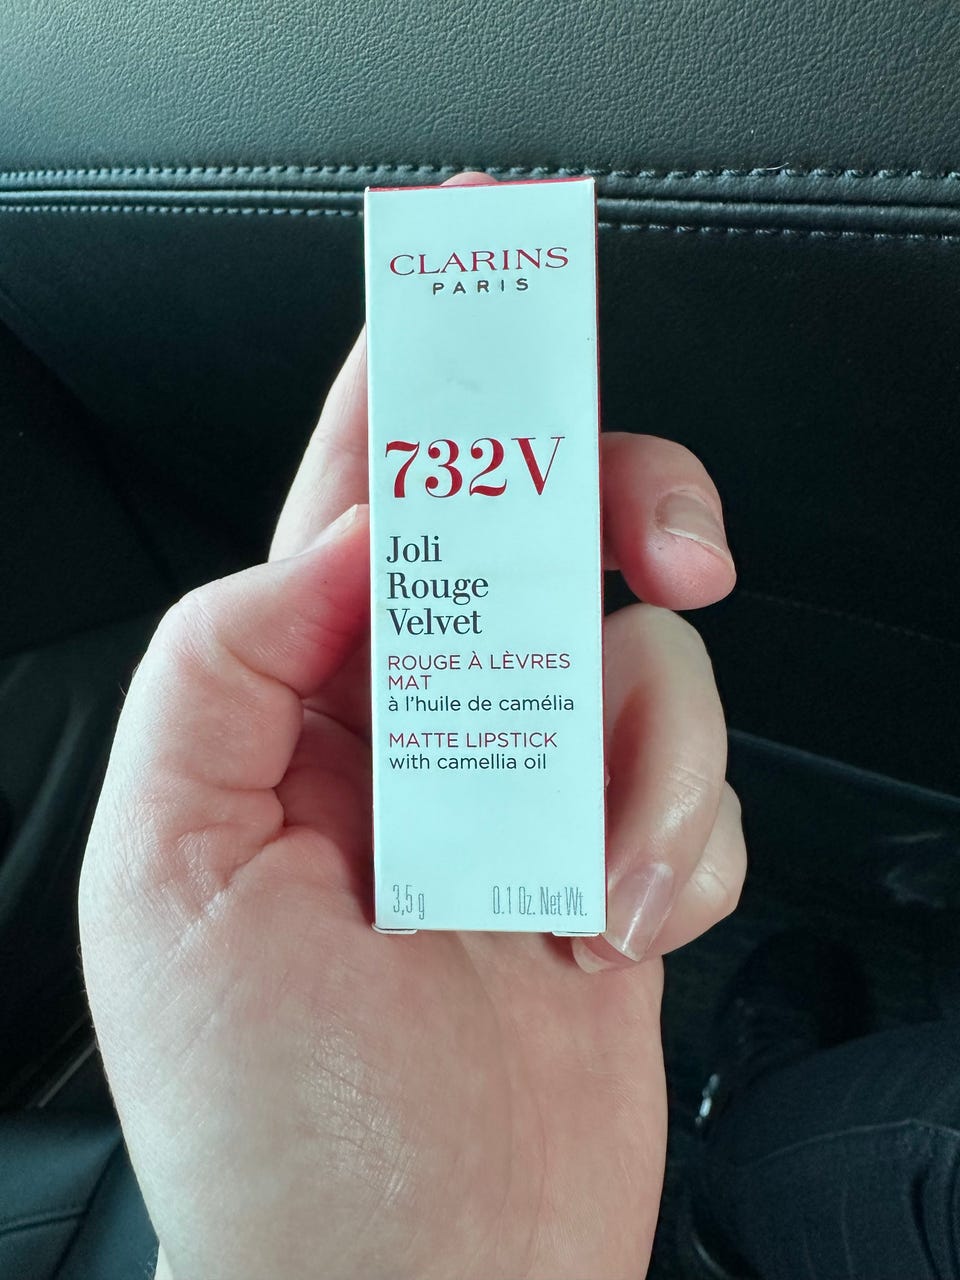 CLARINS
PARIS
732V
Joli
Rouge
Velvet
ROUGE À LÈVRES
MAT
à l'huile de camélia
MATTE LIPSTICK
with camellia oil
3,5 g 0.1 Oz. Net Wt.